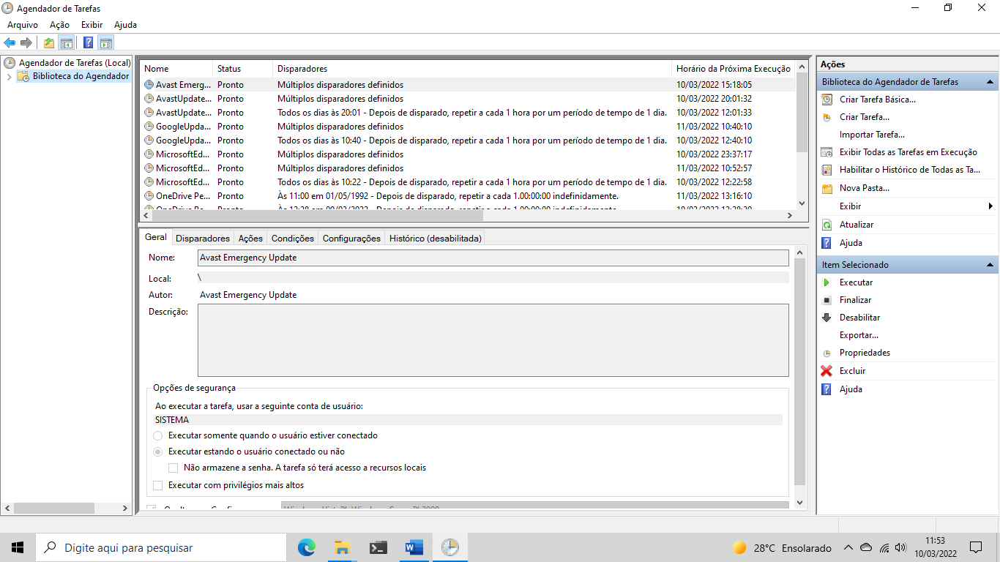 Agendador de Tarefas
Arquivo Ação Exibir Ajuda
Agendador de Tarefas (Local)
Biblioteca do Agendador
Nome Status Disparadores Horário da Próxima Execução
Avast Emerg... Pronto Múltiplos disparadores definidos 10/03/2022 15:18:05
AvastUpdate... Pronto Múltiplos disparadores definidos 10/03/2022 20:01:32
AvastUpdate... Pronto Todos os dias às 20:01 - Depois de disparado, repetir a cada 1 hora por um período de tempo de 1 dia. 10/03/2022 12:01:33
GoogleUpda... Pronto Múltiplos disparadores definidos 11/03/2022 10:40:10
GoogleUpda... Pronto Todos os dias às 10:40 - Depois de disparado, repetir a cada 1 hora por um período de tempo de 1 dia. 10/03/2022 12:40:10
MicrosoftEd... Pronto Múltiplos disparadores definidos 10/03/2022 23:37:17
MicrosoftEd... Pronto Múltiplos disparadores definidos 11/03/2022 10:52:57
MicrosoftEd... Pronto Todos os dias às 10:22 - Depois de disparado, repetir a cada 1 hora por um período de tempo de 1 dia. 10/03/2022 12:22:58
OneDrive Pe... Pronto Às 11:00 em 01/05/1992 - Depois de disparado, repetir a cada 1.00:00:00 indefinidamente. 11/03/2022 13:16:10
Geral Disparadores Ações Condições Configurações Histórico (desabilitada)
Nome: Avast Emergency Update
Local: \
Autor: Avast Emergency Update
Descrição:
Opções de segurança
Ao executar a tarefa, usar a seguinte conta de usuário:
SISTEMA
Executar somente quando o usuário estiver conectado
Executar estando o usuário conectado ou não
Não armazene a senha. A tarefa só terá acesso a recursos locais
Executar com privilégios mais altos
Ações
Biblioteca do Agendador de Tarefas
Criar Tarefa Básica...
Criar Tarefa...
Importar Tarefa...
Exibir Todas as Tarefas em Execução
Habilitar o Histórico de Todas as Ta...
Nova Pasta...
Exibir
Atualizar
Ajuda
Item Selecionado
Executar
Finalizar
Desabilitar
Exportar...
Propriedades
Excluir
Ajuda
Digite aqui para pesquisar
28°C Ensolarado
11:53
10/03/2022